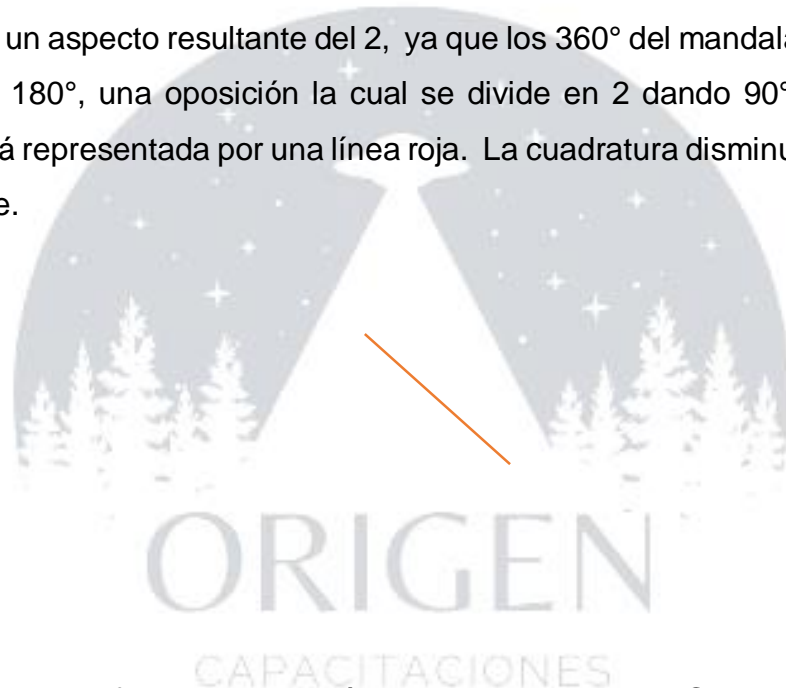 un aspecto resultante del 2, ya que los 360° del mandala
180°, una oposición la cual se divide en 2 dando 90°
á representada por una línea roja. La cuadratura disminu
e.
ORIGEN
CAPACITACIONES